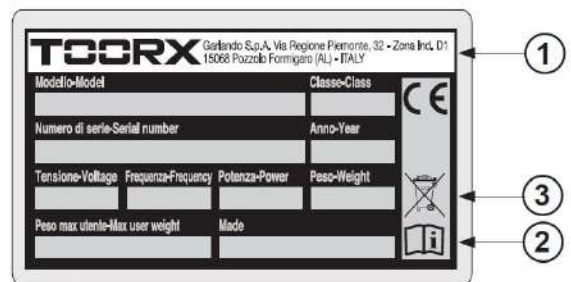 TOORX Garlando S.p.A. Via Regione Piemonte, 32 - Zona Ind. D1
15068 Pozzolo Formigaro (AL) - ITALY
1
Modello-Model Classe-Class
CE
Numero di serie-Serial number Anno-Year
Tensione-Voltage Frequenza-Frequency Potenza-Power Peso-Weight
3
Peso max utente-Max user weight Made
i
2